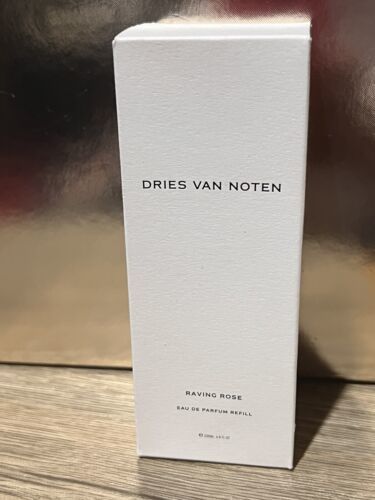 DRIES VAN NOTEN
RAVING ROSE
EAU DE PARFUM REFILL